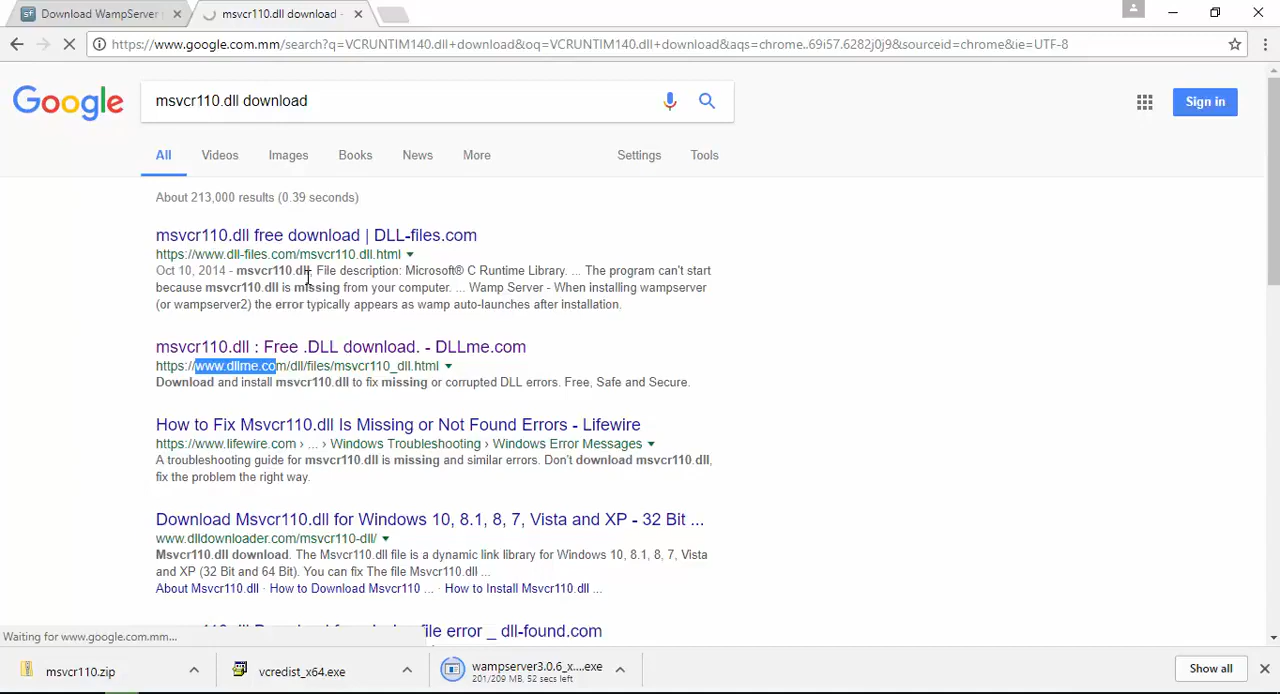 Download WampServer
msvcr110.dll download -
https://www.google.com.mm/search?q=VCRUNTIM140.dll+download&oq=VCRUNTIM140.dll+download&aqs=chrome..69i57.6282j0j9&sourceid=chrome&ie=UTF-8
Google
msvcr110.dll download
Sign in
All Videos Images Books News More Settings Tools
About 213,000 results (0.39 seconds)
msvcr110.dll free download | DLL-files.com
https://www.dll-files.com/msvcr110.dll.html
Oct 10, 2014 - msvcr110.dll. File description: Microsoft® C Runtime Library. ... The program can't start
because msvcr110.dll is missing from your computer. ... Wamp Server - When installing wampserver
(or wampserver2) the error typically appears as wamp auto-launches after installation.
msvcr110.dll : Free .DLL download. - DLLme.com
https://www.dllme.com/dll/files/msvcr110_dll.html
Download and install msvcr110.dll to fix missing or corrupted DLL errors. Free, Safe and Secure.
How to Fix Msvcr110.dll Is Missing or Not Found Errors - Lifewire
https://www.lifewire.com › ... › Windows Troubleshooting › Windows Error Messages
A troubleshooting guide for msvcr110.dll is missing and similar errors. Don't download msvcr110.dll,
fix the problem the right way.
Download Msvcr110.dll for Windows 10, 8.1, 8, 7, Vista and XP - 32 Bit ...
www.dlldownloader.com/msvcr110-dll/
Msvcr110.dll download. The Msvcr110.dll file is a dynamic link library for Windows 10, 8.1, 8, 7, Vista
and XP (32 Bit and 64 Bit). You can fix The file Msvcr110.dll ...
About Msvcr110.dll · How to Download Msvcr110 ... · How to Install Msvcr110.dll ...
file error _ dll-found.com
Waiting for www.google.com.mm...
msvcr110.zip
vcredist_x64.exe
wampserver3.0.6_x....exe
201/209 MB, 52 secs left
Show all